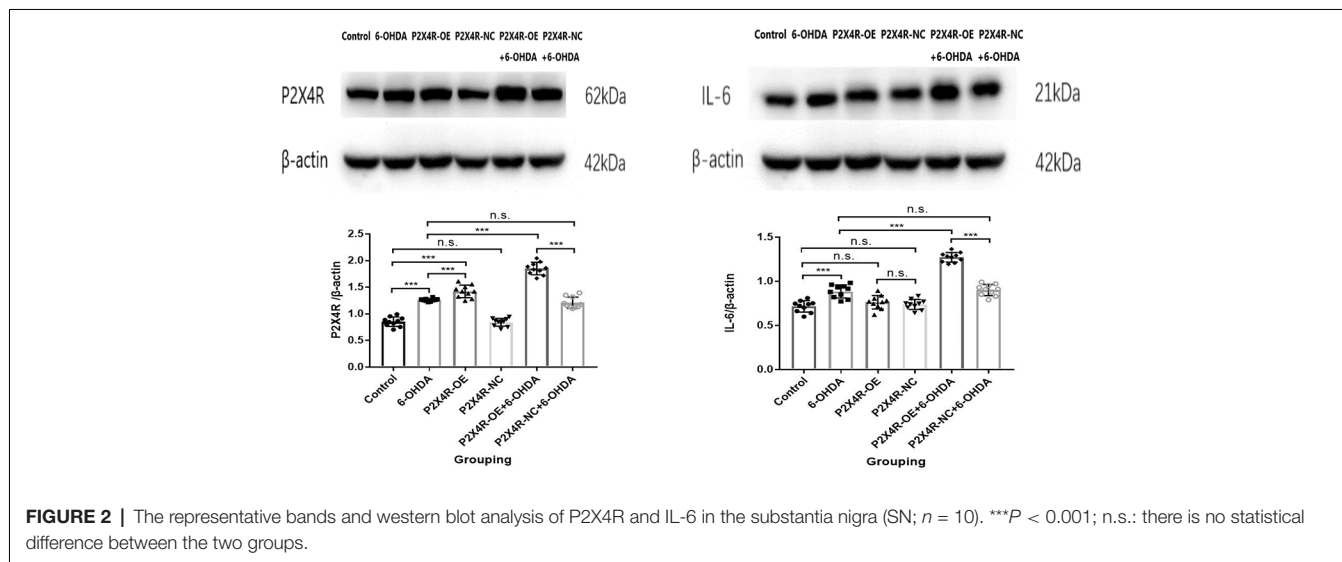 Control 6-OHDA P2X4R-OE P2X4R-NC P2X4R-OE P2X4R-NC
+6-OHDA +6-OHDA
P2X4R
62kDa
β-actin
42kDa
n.s.
***
n.s.
***
***
***
***
2.5
2.0
1.5
1.0
0.5
0.0
P2X4R /β-actin
Control
6-OHDA
P2X4R-OE
P2X4R-NC
P2X4R-OE+6-OHDA
P2X4R-NC+6-OHDA
Grouping
Control 6-OHDA P2X4R-OE P2X4R-NC P2X4R-OE P2X4R-NC
+6-OHDA +6-OHDA
IL-6
21kDa
β-actin
42kDa
n.s.
***
n.s.
***
n.s.
***
n.s.
1.5
1.0
0.5
0.0
IL-6/β-actin
Control
6-OHDA
P2X4R-OE
P2X4R-NC
P2X4R-OE+6-OHDA
P2X4R-NC+6-OHDA
Grouping
FIGURE 2 | The representative bands and western blot analysis of P2X4R and IL-6 in the substantia nigra (SN; n = 10). ***P < 0.001; n.s.: there is no statistical
difference between the two groups.